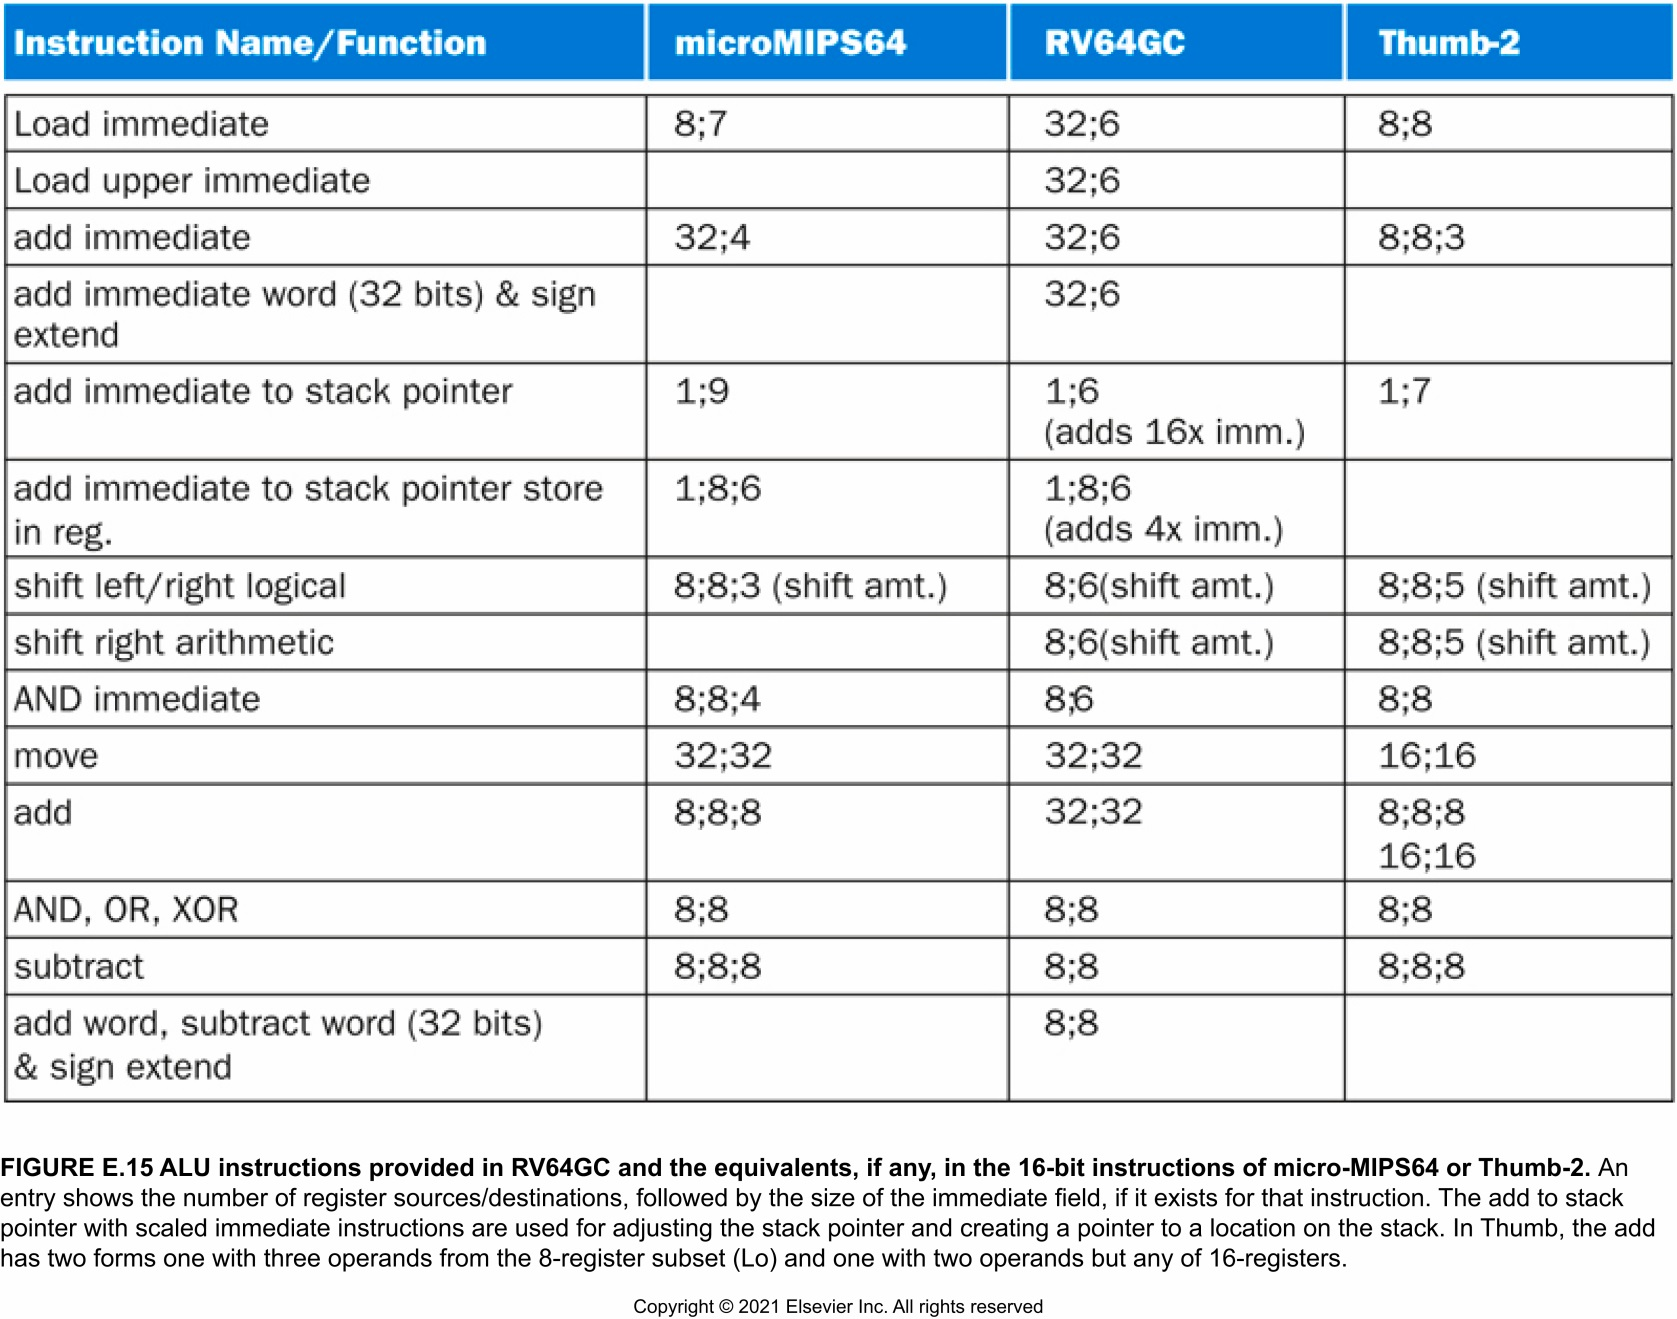 Instruction Name/Function microMIPS64 RV64GC Thumb-2
Load immediate 8;7 32;6 8;8
Load upper immediate 32;6
add immediate 32;4 32;6 8;8;3
add immediate word (32 bits) & sign 32;6
extend
add immediate to stack pointer 1;9 1;6 1;7
(adds 16x imm.)
add immediate to stack pointer store 1;8;6 1;8;6
in reg. (adds 4x imm.)
shift left/right logical 8;8;3 (shift amt.) 8;6(shift amt.) 8;8;5 (shift amt.)
shift right arithmetic 8;6(shift amt.) 8;8;5 (shift amt.)
AND immediate 8;8;4 8;6 8;8
move 32;32 32;32 16;16
add 8;8;8 32;32 8;8;8
16;16
AND, OR, XOR 8;8 8;8 8;8
subtract 8;8;8 8;8 8;8;8
add word, subtract word (32 bits) 8;8
& sign extend
FIGURE E.15 ALU instructions provided in RV64GC and the equivalents, if any, in the 16-bit instructions of micro-MIPS64 or Thumb-2. An
entry shows the number of register sources/destinations, followed by the size of the immediate field, if it exists for that instruction. The add to stack
pointer with scaled immediate instructions are used for adjusting the stack pointer and creating a pointer to a location on the stack. In Thumb, the add
has two forms one with three operands from the 8-register subset (Lo) and one with two operands but any of 16-registers.
Copyright © 2021 Elsevier Inc. All rights reserved